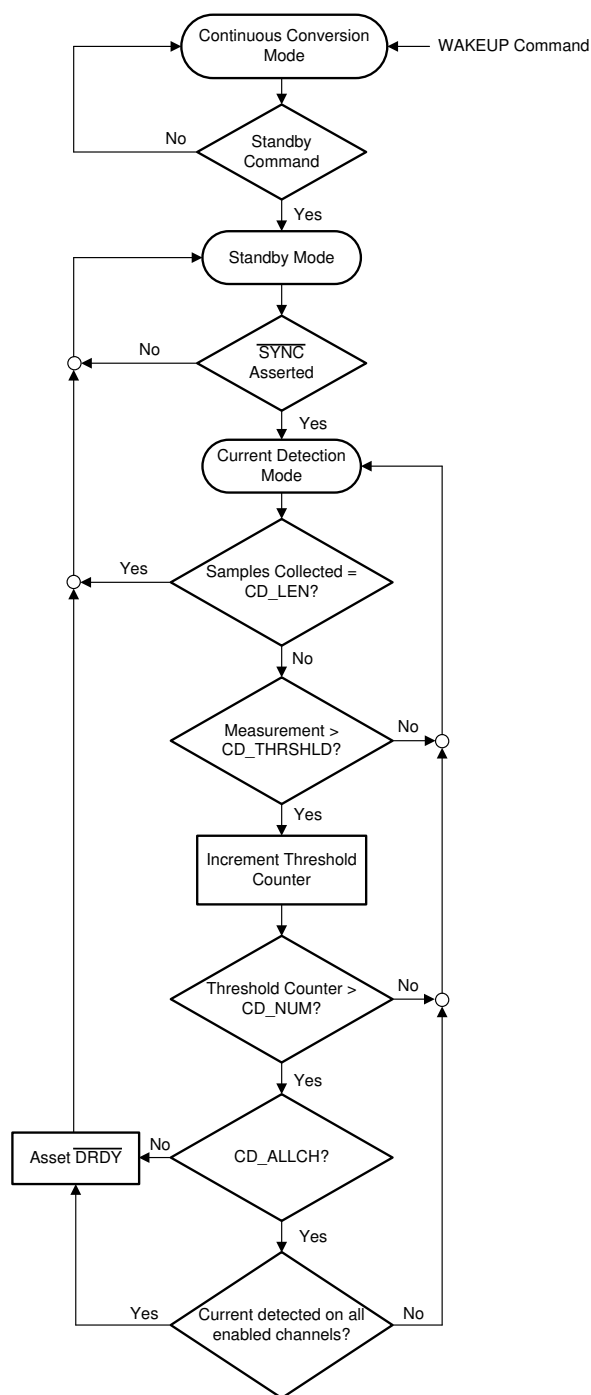 Continuous Conversion
Mode
WAKEUP Command
No
Standby
Command
Yes
Standby Mode
No
SYNC
Asserted
Yes
Current Detection
Mode
Yes
Samples Collected =
CD_LEN?
No
Measurement >
CD_THRSHLD?
No
Yes
Increment Threshold
Counter
Threshold Counter >
CD_NUM?
No
Yes
Asset DRDY
No
CD_ALLCH?
Yes
Yes
Current detected on all
enabled channels?
No